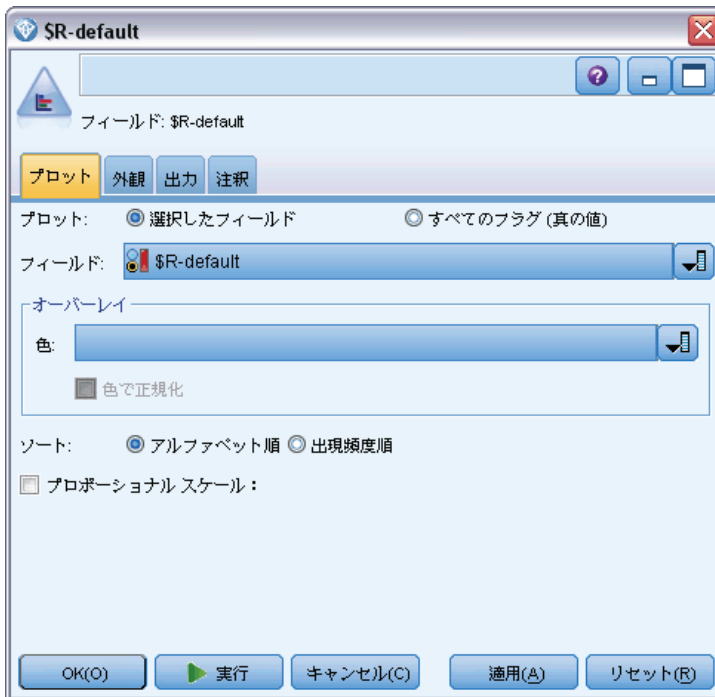 $R-default
フィールド: $R-default
プロット 外観 出力 注釈
プロット: 選択したフィールド すべてのフラグ (真の値)
フィールド: $R-default
オーバーレイ
色:
色で正規化
ソート: アルファベット順 出現頻度順
プロポーショナル スケール :
OK(O) 実行 キャンセル(C) 適用(A) リセット(R)